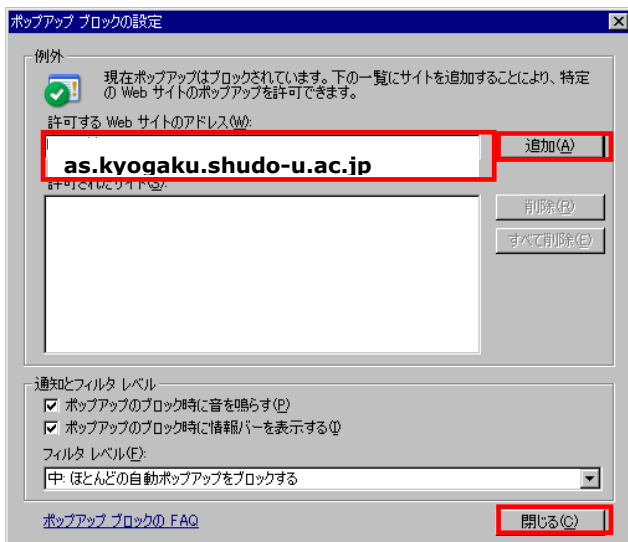 ポップアップ ブロックの設定
例外
現在ポップアップはブロックされています。下の一覧にサイトを追加することにより、特定
の Web サイトのポップアップを許可できます。
許可する Web サイトのアドレス(W):
as.kyogaku.shudo-u.ac.jp
追加(A)
許可されたサイト(S):
削除(R)
すべて削除(E)
通知とフィルタ レベル
ポップアップのブロック時に音を鳴らす(P)
ポップアップのブロック時に情報バーを表示する(I)
フィルタ レベル(F):
中: ほとんどの自動ポップアップをブロックする
ポップアップ ブロックの FAQ
閉じる(C)